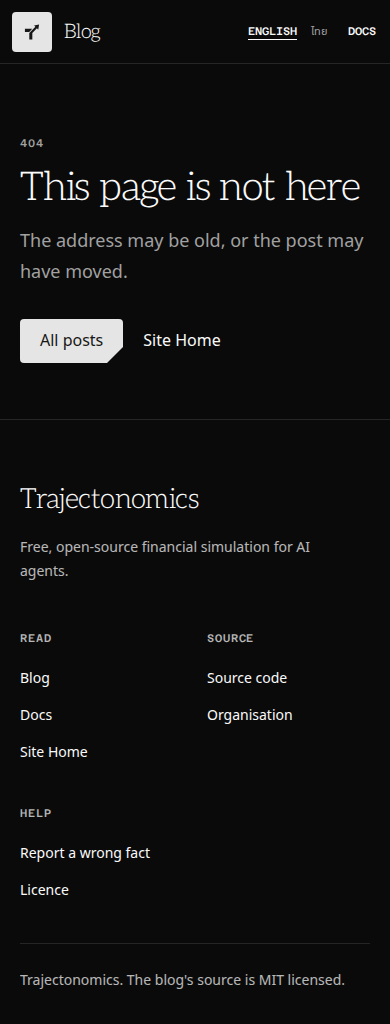 Blog
ENGLISH
ไทย
DOCS
404
This page is not here
The address may be old, or the post may
have moved.
All posts
Site Home
Trajectonomics
Free, open-source financial simulation for AI
agents.
READ
Blog
Docs
Site Home
SOURCE
Source code
Organisation
HELP
Report a wrong fact
Licence
Trajectonomics. The blog's source is MIT licensed.